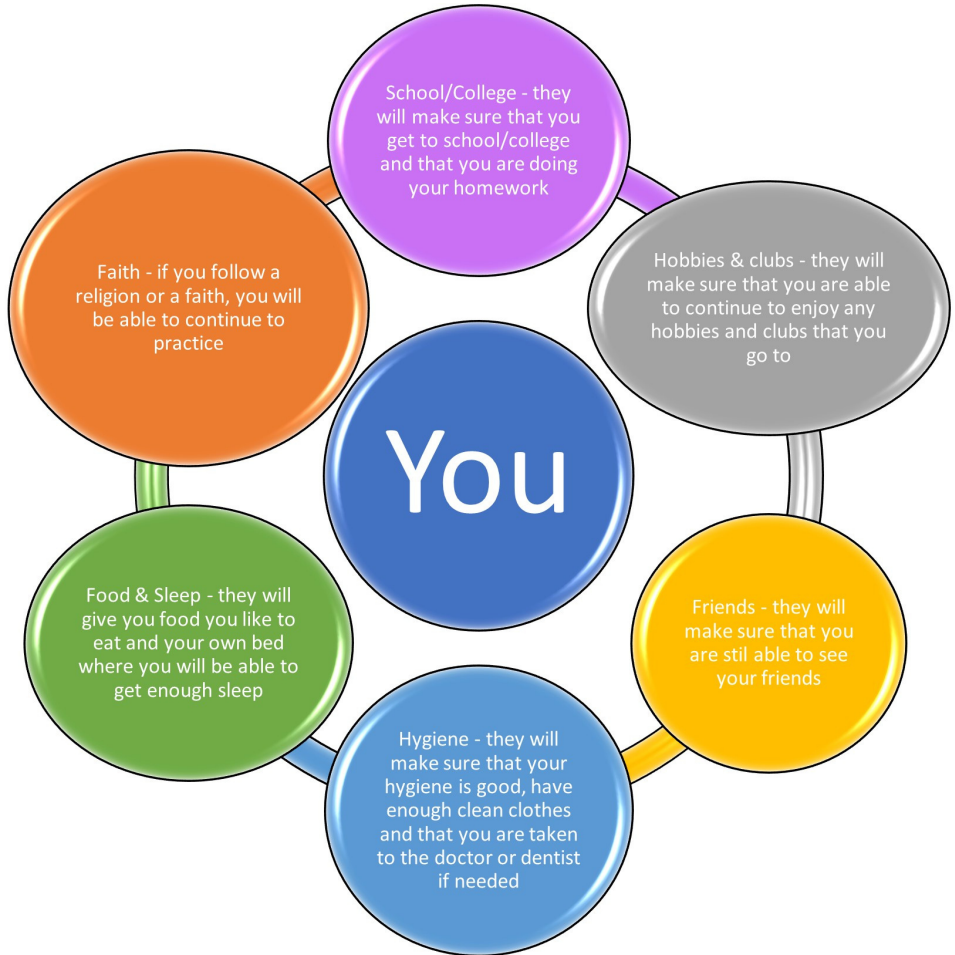 School/College - they
will make sure that you
get to school/college
and that you are doing
your homework
Hobbies & clubs - they will
make sure that you are able
to continue to enjoy any
hobbies and clubs that you
go to
Friends - they will
make sure that you
are stil able to see
your friends
Hygiene - they will
make sure that your
hygiene is good, have
enough clean clothes
and that you are taken
to the doctor or dentist
if needed
Food & Sleep - they will
give you food you like to
eat and your own bed
where you will be able to
get enough sleep
Faith - if you follow a
religion or a faith, you will
be able to continue to
practice
You